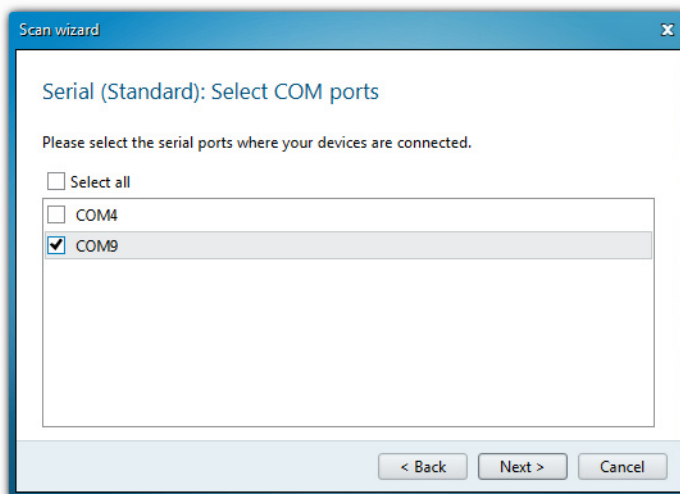 Scan wizard
Serial (Standard): Select COM ports
Please select the serial ports where your devices are connected.
Select all
COM4
COM9
< Back Next > Cancel